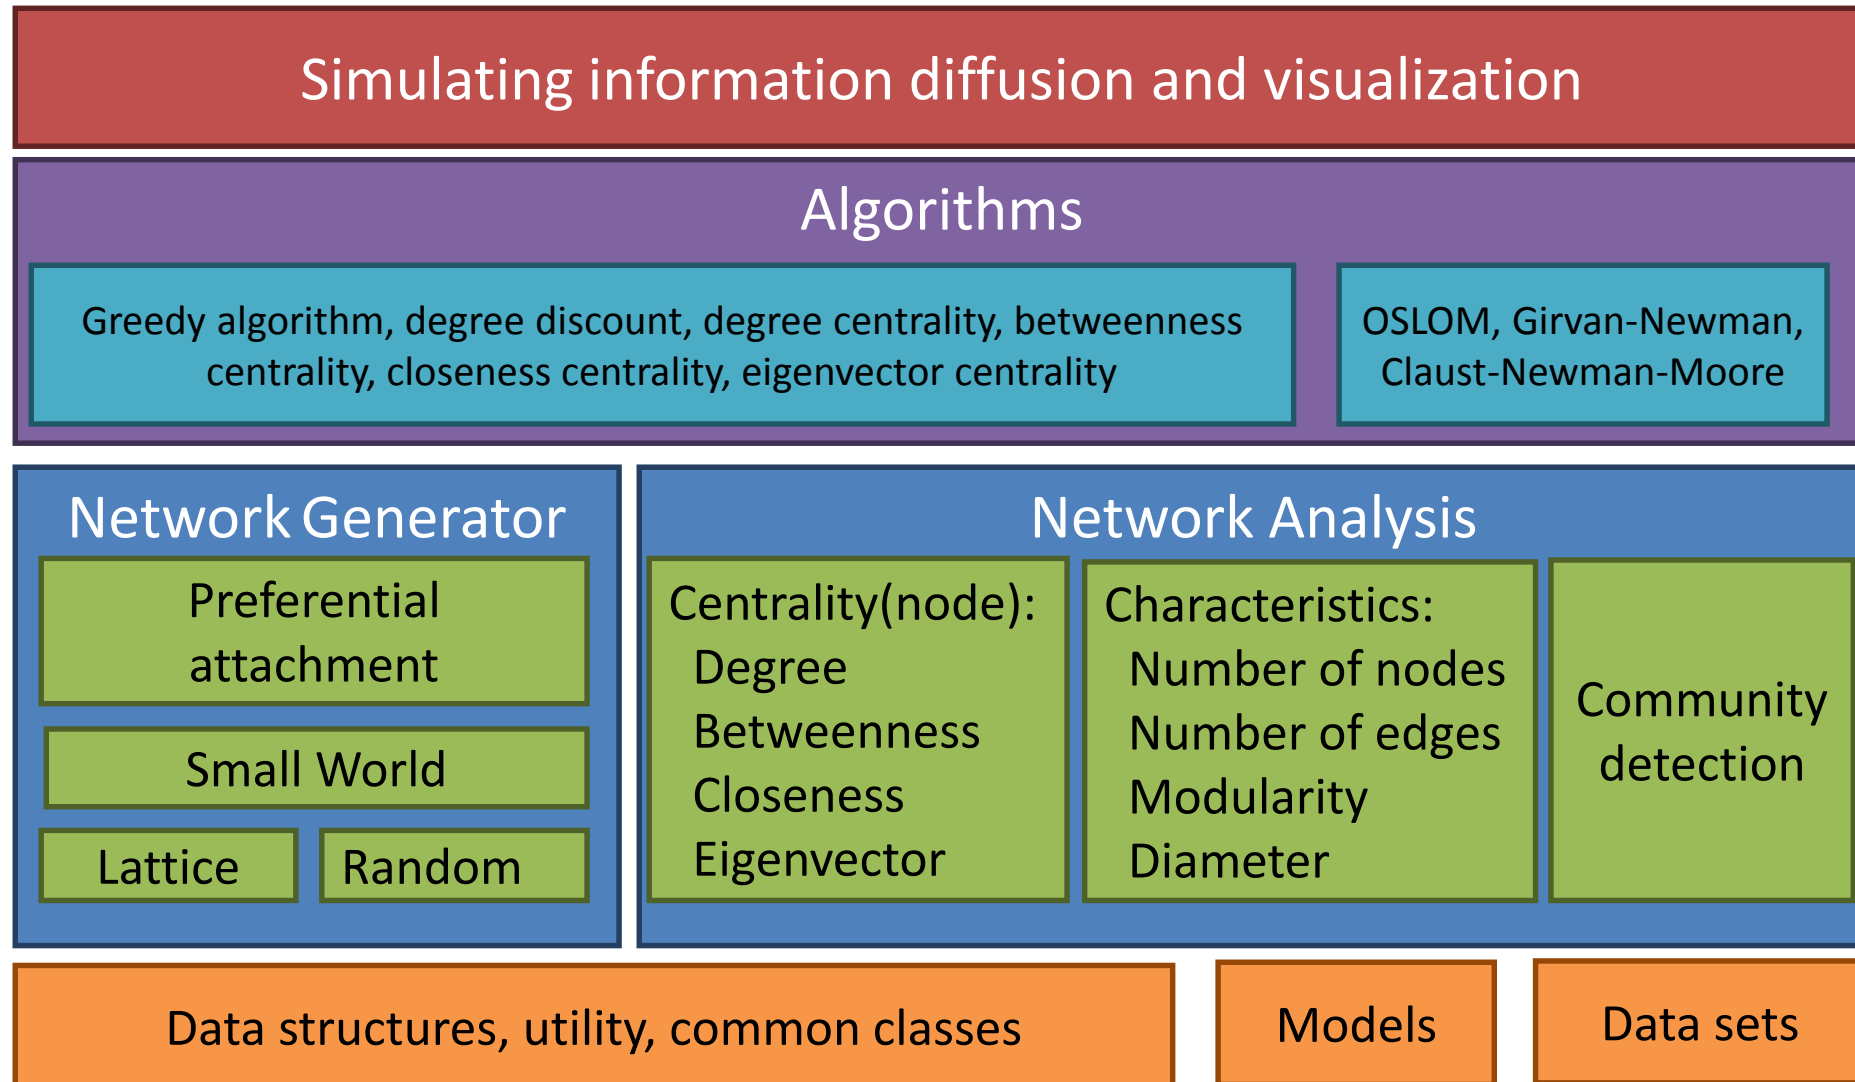 Simulating information diffusion and visualization
Algorithms
Greedy algorithm, degree discount, degree centrality, betweenness
centrality, closeness centrality, eigenvector centrality
OSLOM, Girvan-Newman,
Claust-Newman-Moore
Network Generator
Preferential
attachment
Small World
Lattice
Random
Network Analysis
Centrality(node):
Degree
Betweenness
Closeness
Eigenvector
Characteristics:
Number of nodes
Number of edges
Modularity
Diameter
Community
detection
Data structures, utility, common classes
Models
Data sets